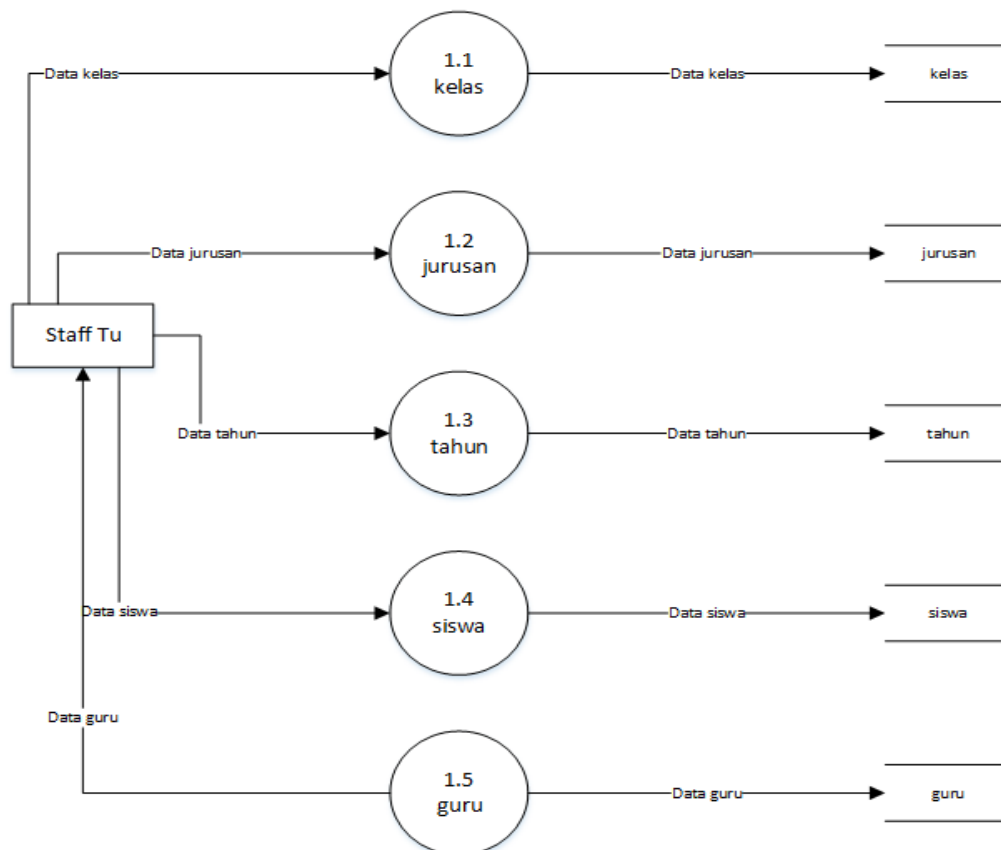 Data kelas
1.1
kelas
Data kelas
kelas
Data jurusan
1.2
jurusan
Data jurusan
jurusan
Staff Tu
Data tahun
1.3
tahun
Data tahun
tahun
Data siswa
1.4
siswa
Data siswa
siswa
Data guru
1.5
guru
Data guru
guru